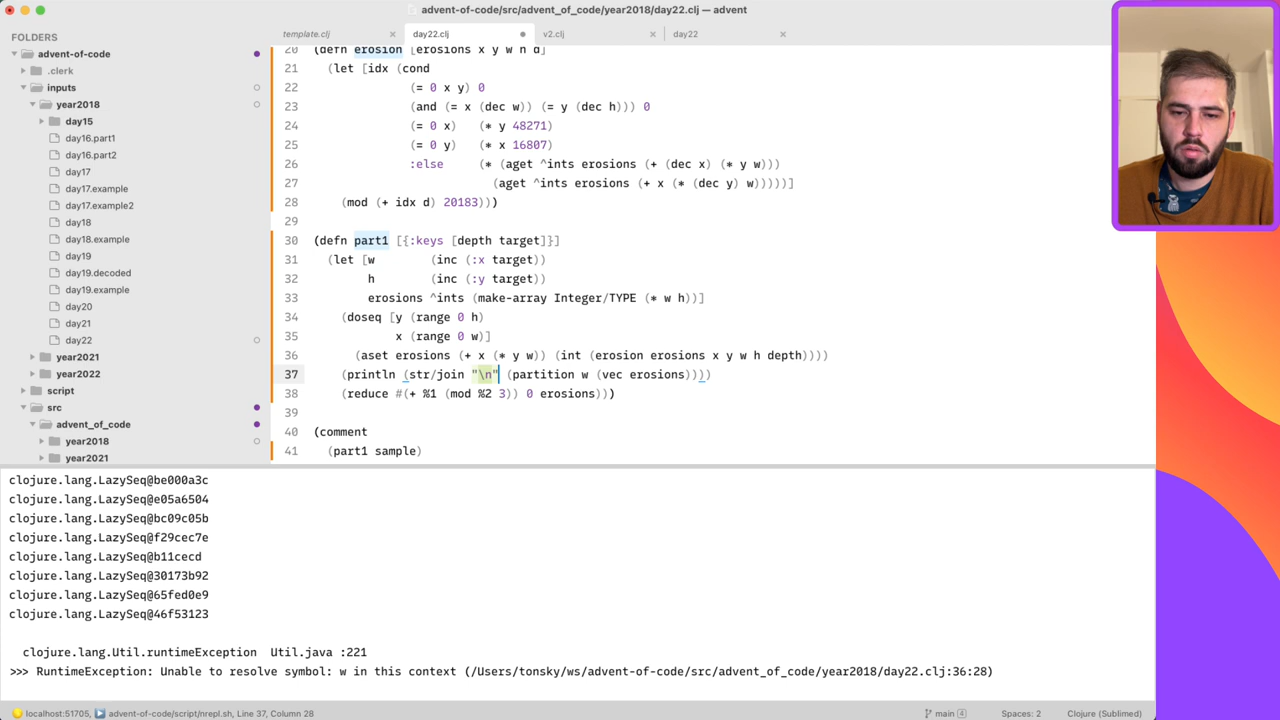 advent-of-code/src/advent_of_code/year2018/day22.clj — advent
FOLDERS
advent-of-code
.clerk
inputs
year2018
day15
day16.part1
day16.part2
day17
day17.example
day17.example2
day18
day18.example
day19
day19.decoded
day19.example
day20
day21
day22
year2021
year2022
script
src
advent_of_code
year2018
year2021
template.clj
day22.clj
v2.clj
day22
20 (defn erosion [erosions x y w h d]
21 (let [idx (cond
22 (= 0 x y) 0
23 (and (= x (dec w)) (= y (dec h))) 0
24 (= 0 x) (* y 48271)
25 (= 0 y) (* x 16807)
26 :else (* (aget ^ints erosions (+ (dec x) (* y w)))
27 (aget ^ints erosions (+ x (* (dec y) w)))))]
28 (mod (+ idx d) 20183)))
29
30 (defn part1 [{:keys [depth target]}]
31 (let [w (inc (:x target))
32 h (inc (:y target))
33 erosions ^ints (make-array Integer/TYPE (* w h))]
34 (doseq [y (range 0 h)
35 x (range 0 w)]
36 (aset erosions (+ x (* y w)) (int (erosion erosions x y w h depth))))
37 (println (str/join "\n" (partition w (vec erosions))))
38 (reduce #(+ %1 (mod %2 3)) 0 erosions)))
39
40 (comment
41 (part1 sample)
clojure.lang.LazySeq@be000a3c
clojure.lang.LazySeq@e05a6504
clojure.lang.LazySeq@bc09c05b
clojure.lang.LazySeq@f29cec7e
clojure.lang.LazySeq@b11cecd
clojure.lang.LazySeq@30173b92
clojure.lang.LazySeq@65fed0e9
clojure.lang.LazySeq@46f53123
clojure.lang.Util.runtimeException Util.java :221
>>> RuntimeException: Unable to resolve symbol: w in this context (/Users/tonsky/ws/advent-of-code/src/advent_of_code/year2018/day22.clj:36:28)
localhost:51705, advent-of-code/script/nrepl.sh, Line 37, Column 28
main 4
Spaces: 2
Clojure (Sublimed)